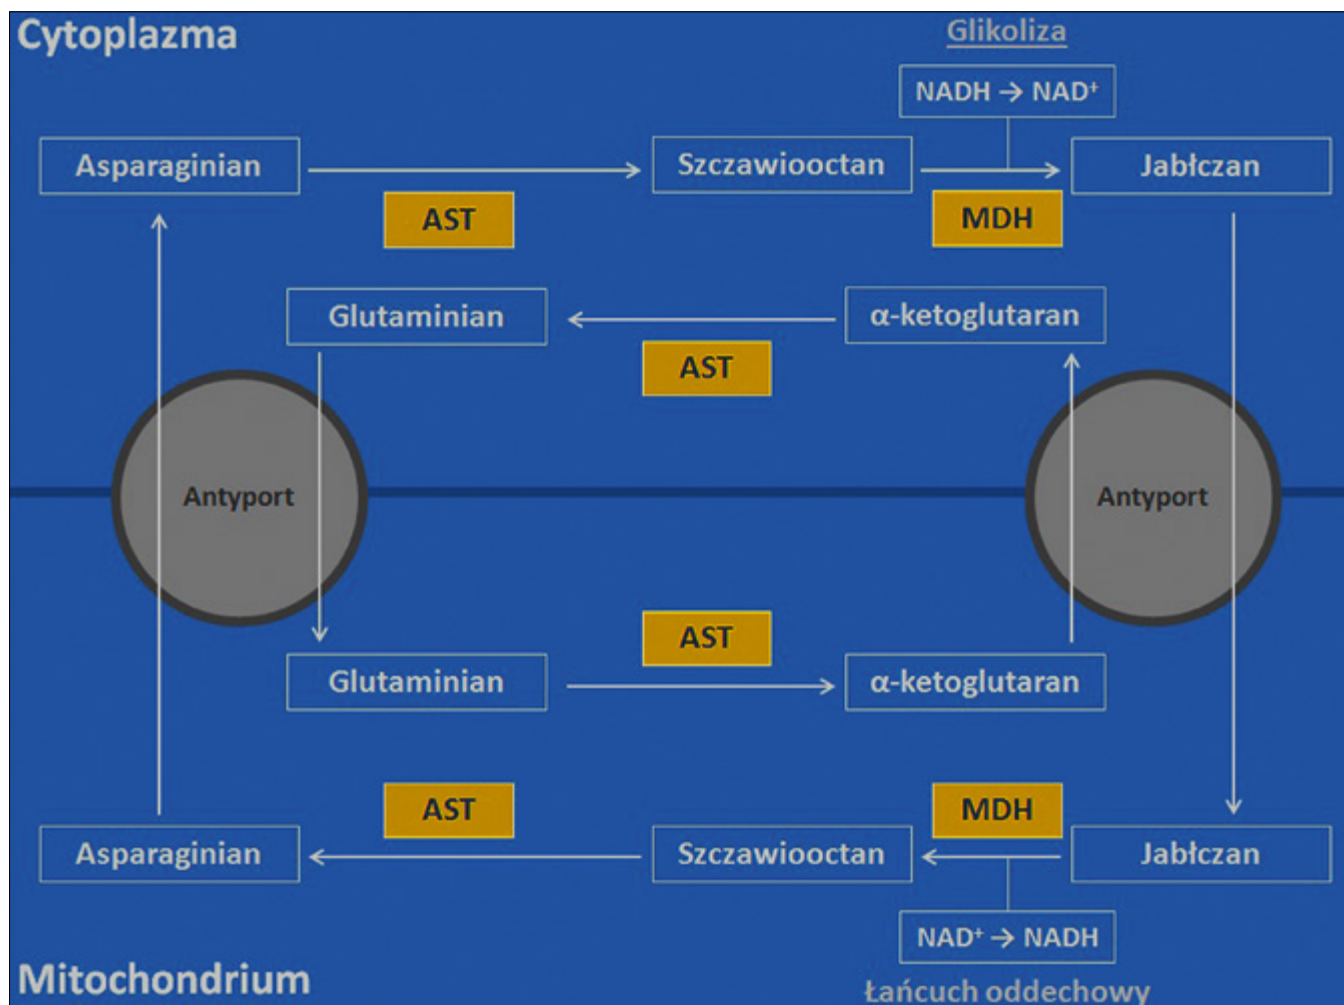 Cytoplazma
Glikoliza
NADH → NAD⁺
Asparaginian
Szczawiooctan
Jabłczan
AST
MDH
Glutaminian
α-ketoglutaran
AST
Antyport
Antyport
AST
Glutaminian
α-ketoglutaran
AST
MDH
Asparaginian
Szczawiooctan
Jabłczan
NAD⁺ → NADH
Mitochondrium
Łańcuch oddechowy